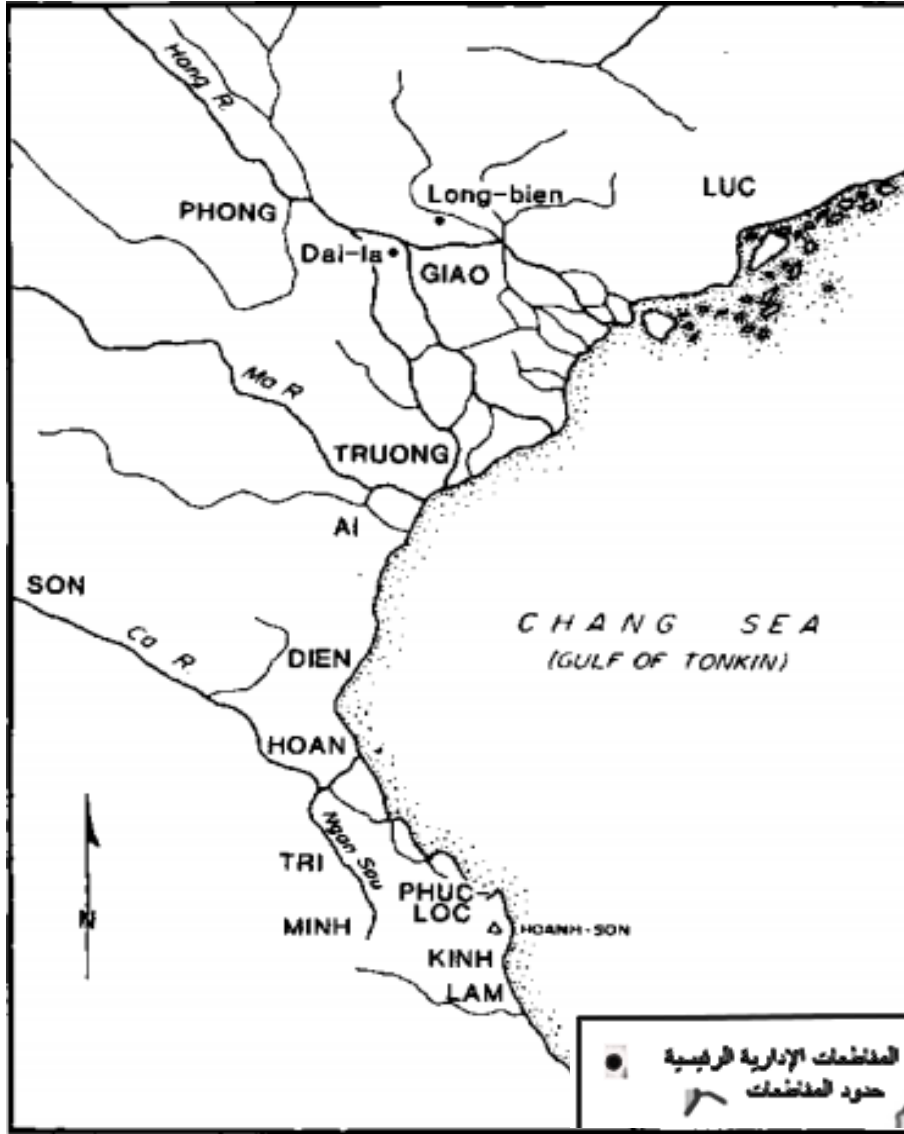 Hong R.
LUC
Long-bien
PHONG
Dai-la
GIAO
Ma R
TRUONG
AI
SON
CHANG SEA
(GULF OF TONKIN)
Ca R.
DIEN
HOAN
Ngan Sau
TRI
PHUC-
LOC
N
MINH
HOANH-SON
KINH
LAM
المقاطعات الإدارية الرئيسية
حدود المقاطعات